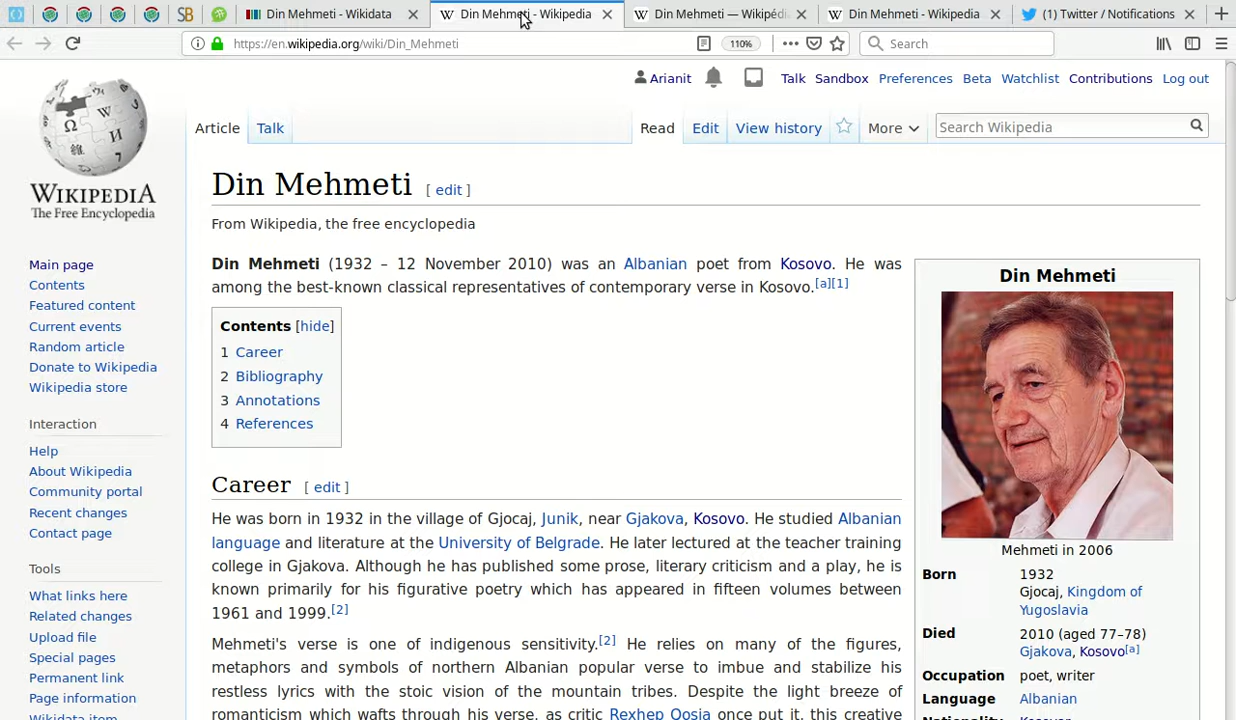 Din Mehmeti - Wikidata
Din Mehmeti - Wikipedia
Din Mehmeti — Wikipédi
Din Mehmeti - Wikipedia
(1) Twitter / Notifications
https://en.wikipedia.org/wiki/Din_Mehmeti
110%
Search
Arianit Talk Sandbox Preferences Beta Watchlist Contributions Log out
Article Talk Read Edit View history More Search Wikipedia
WIKIPEDIA
The Free Encyclopedia
Main page
Contents
Featured content
Current events
Random article
Donate to Wikipedia
Wikipedia store
Interaction
Help
About Wikipedia
Community portal
Recent changes
Contact page
Tools
What links here
Related changes
Upload file
Special pages
Permanent link
Page information
Wikidata item
Din Mehmeti [ edit ]
From Wikipedia, the free encyclopedia
Din Mehmeti (1932 – 12 November 2010) was an Albanian poet from Kosovo. He was
among the best-known classical representatives of contemporary verse in Kosovo.[a][1]
Contents [hide]
1 Career
2 Bibliography
3 Annotations
4 References
Career [ edit ]
He was born in 1932 in the village of Gjocaj, Junik, near Gjakova, Kosovo. He studied Albanian
language and literature at the University of Belgrade. He later lectured at the teacher training
college in Gjakova. Although he has published some prose, literary criticism and a play, he is
known primarily for his figurative poetry which has appeared in fifteen volumes between
1961 and 1999.[2]
Mehmeti's verse is one of indigenous sensitivity.[2] He relies on many of the figures,
metaphors and symbols of northern Albanian popular verse to imbue and stabilize his
restless lyrics with the stoic vision of the mountain tribes. Despite the light breeze of
romanticism which wafts through his verse, as critic Rexhep Qosja once put it, this creative
Din Mehmeti
Mehmeti in 2006
Born 1932
Gjocaj, Kingdom of
Yugoslavia
Died 2010 (aged 77–78)
Gjakova, Kosovo[a]
Occupation poet, writer
Language Albanian